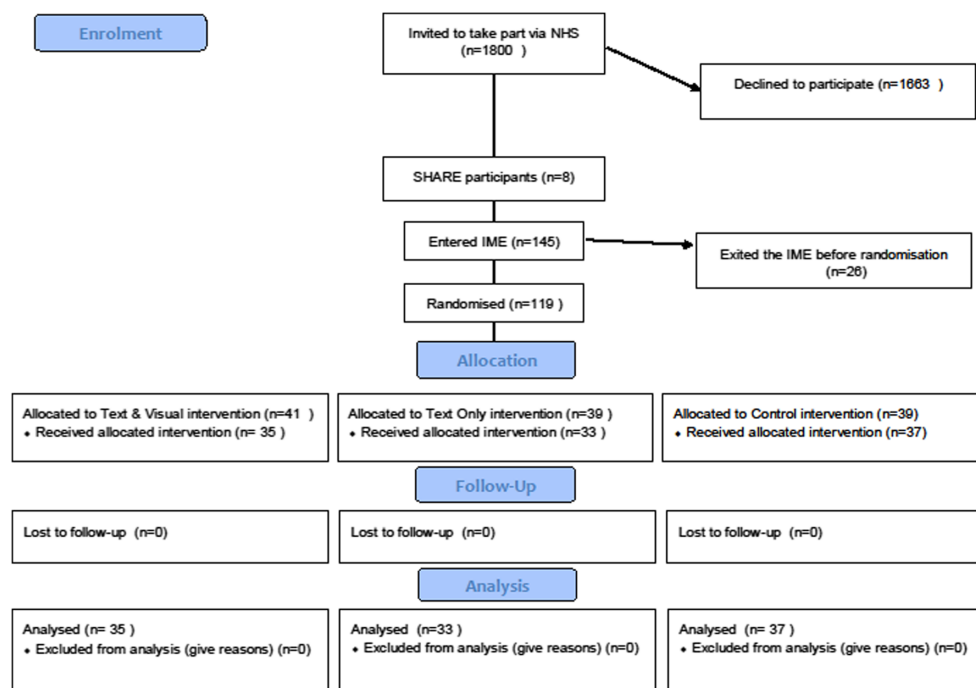 Enrolment
Invited to take part via NHS
(n=1800 )
Declined to participate (n=1663 )
SHARE participants (n=8)
Entered IME (n=145)
Exited the IME before randomisation
(n=26)
Randomised (n=119 )
Allocation
Allocated to Text & Visual intervention (n=41 )
⬥ Received allocated intervention (n= 35 )
Allocated to Text Only intervention (n=39 )
⬥ Received allocated intervention (n=33 )
Allocated to Control intervention (n=39)
⬥ Received allocated intervention (n=37)
Follow-Up
Lost to follow-up (n=0)
Lost to follow-up (n=0)
Lost to follow-up (n=0)
Analysis
Analysed (n= 35 )
⬥ Excluded from analysis (give reasons) (n=0)
Analysed (n=33 )
⬥ Excluded from analysis (give reasons) (n=0)
Analysed (n= 37 )
⬥ Excluded from analysis (give reasons) (n=0)